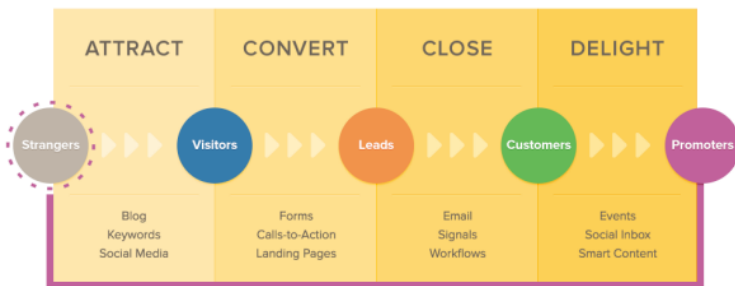 ATTRACT CONVERT CLOSE DELIGHT
Strangers Visitors Leads Customers Promoters
Blog Forms Email Events
Keywords Calls-to-Action Signals Social Inbox
Social Media Landing Pages Workflows Smart Content